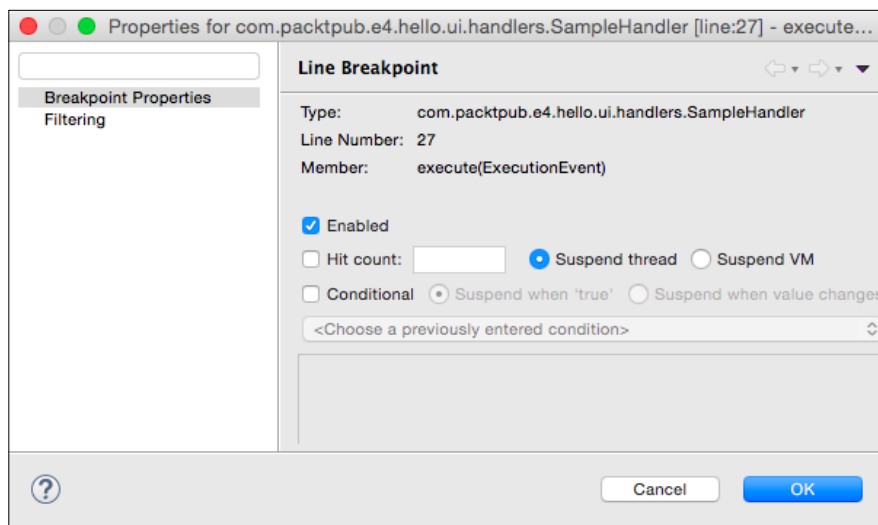 Properties for com.packtpub.e4.hello.ui.handlers.SampleHandler [line:27] - execute...
Breakpoint Properties
Filtering
Line Breakpoint
Type: com.packtpub.e4.hello.ui.handlers.SampleHandler
Line Number: 27
Member: execute(ExecutionEvent)
Enabled
Hit count: Suspend thread Suspend VM
Conditional Suspend when 'true' Suspend when value changes
<Choose a previously entered condition>
? Cancel OK